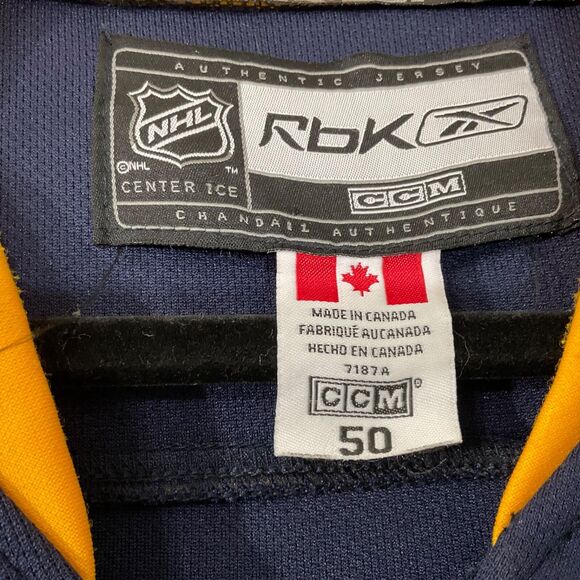 AUTHENTIC JERSEY
NHL
RbK
©NHL
TM
CENTER ICE
CCM
CHANDAIL AUTHENTIQUE
MADE IN CANADA
FABRIQUÉ AU CANADA
HECHO EN CANADA
7187A
CCM®
50